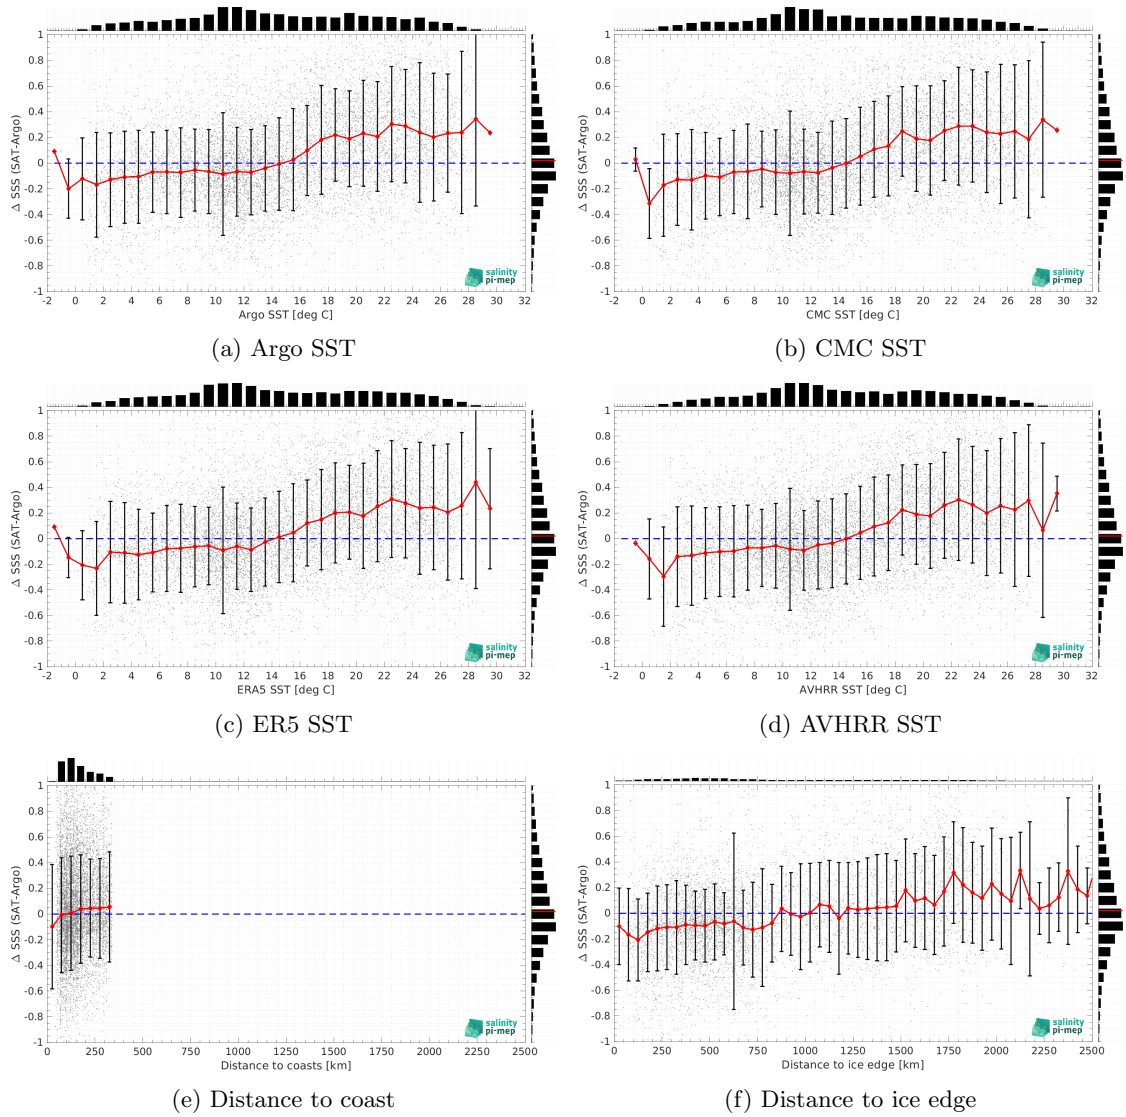 1
0.8
0.6
0.4
0.2
0
-0.2
-0.4
-0.6
-0.8
-1
Δ SSS (SAT-Argo)
salinity
pi-mep
-2 0 2 4 6 8 10 12 14 16 18 20 22 24 26 28 30 32
Argo SST [deg C]
(a) Argo SST
1
0.8
0.6
0.4
0.2
0
-0.2
-0.4
-0.6
-0.8
-1
Δ SSS (SAT-Argo)
salinity
pi-mep
-2 0 2 4 6 8 10 12 14 16 18 20 22 24 26 28 30 32
CMC SST [deg C]
(b) CMC SST
1
0.8
0.6
0.4
0.2
0
-0.2
-0.4
-0.6
-0.8
-1
Δ SSS (SAT-Argo)
salinity
pi-mep
-2 0 2 4 6 8 10 12 14 16 18 20 22 24 26 28 30 32
ERA5 SST [deg C]
(c) ER5 SST
1
0.8
0.6
0.4
0.2
0
-0.2
-0.4
-0.6
-0.8
-1
Δ SSS (SAT-Argo)
salinity
pi-mep
-2 0 2 4 6 8 10 12 14 16 18 20 22 24 26 28 30 32
AVHRR SST [deg C]
(d) AVHRR SST
1
0.8
0.6
0.4
0.2
0
-0.2
-0.4
-0.6
-0.8
-1
Δ SSS (SAT-Argo)
salinity
pi-mep
0 250 500 750 1000 1250 1500 1750 2000 2250 2500
Distance to coasts [km]
(e) Distance to coast
1
0.8
0.6
0.4
0.2
0
-0.2
-0.4
-0.6
-0.8
-1
Δ SSS (SAT-Argo)
salinity
pi-mep
0 250 500 750 1000 1250 1500 1750 2000 2250 2500
Distance to ice edge [km]
(f) Distance to ice edge